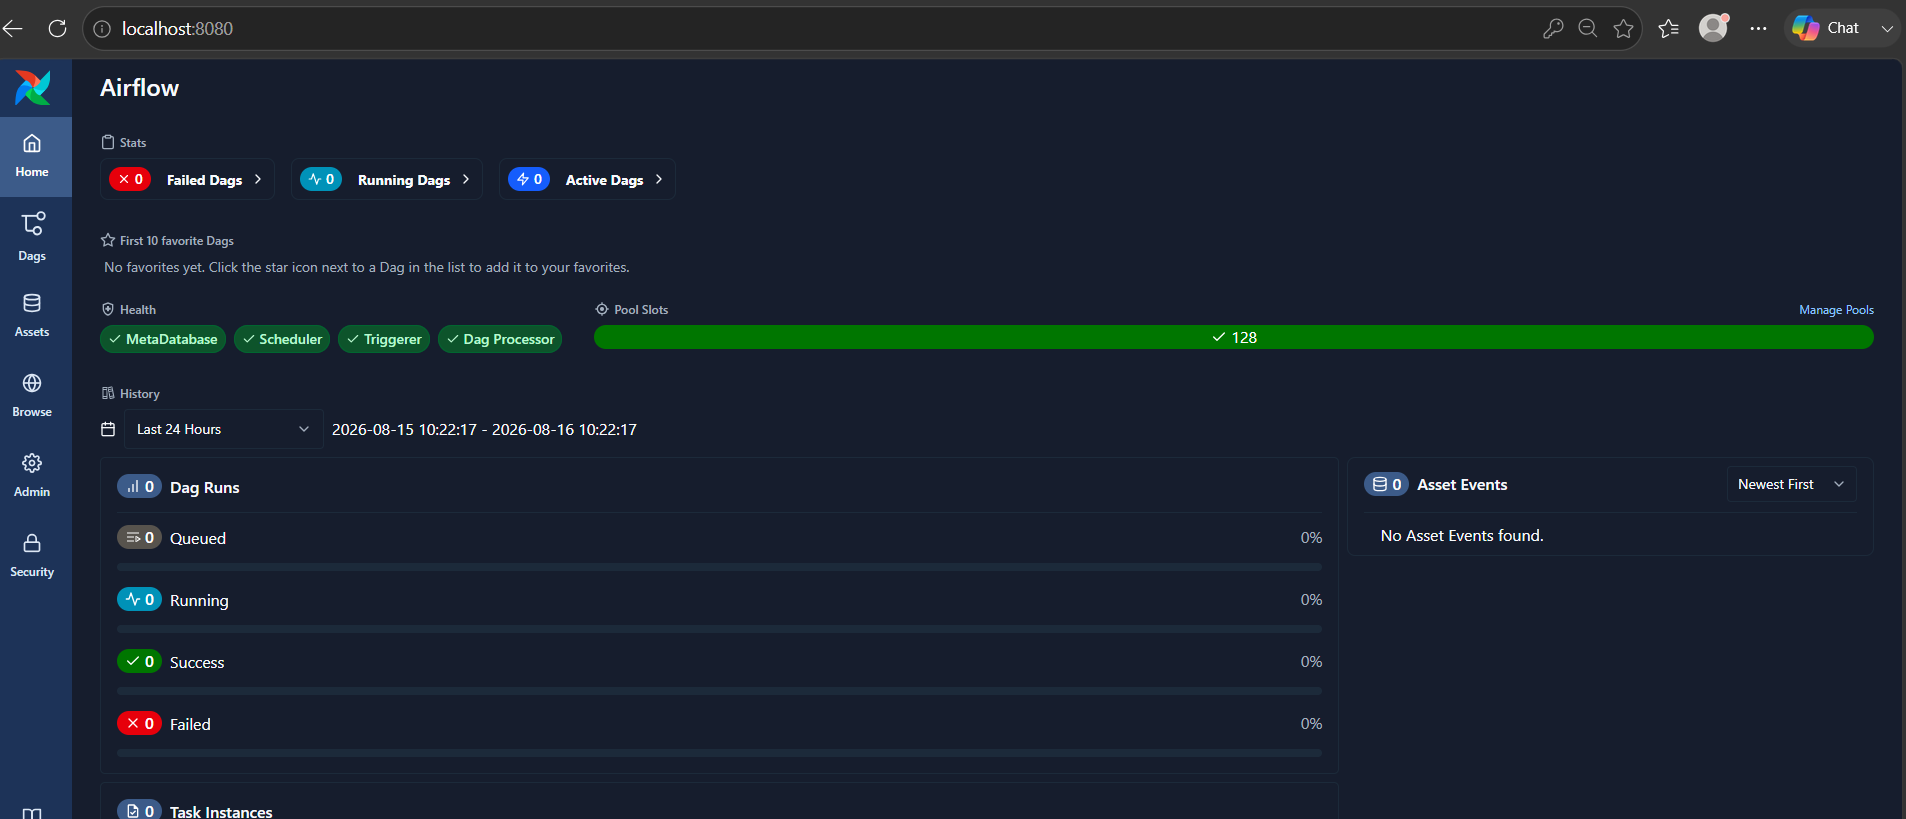 localhost:8080
Chat
Airflow
Stats
0 Failed Dags
0 Running Dags
0 Active Dags
Home
Dags
Assets
Browse
Admin
Security
First 10 favorite Dags
No favorites yet. Click the star icon next to a Dag in the list to add it to your favorites.
Health
MetaDatabase
Scheduler
Triggerer
Dag Processor
Pool Slots
Manage Pools
128
History
Last 24 Hours
2026-08-15 10:22:17 - 2026-08-16 10:22:17
0 Dag Runs
0 Queued 0%
0 Running 0%
0 Success 0%
0 Failed 0%
0 Asset Events
Newest First
No Asset Events found.
0 Task Instances